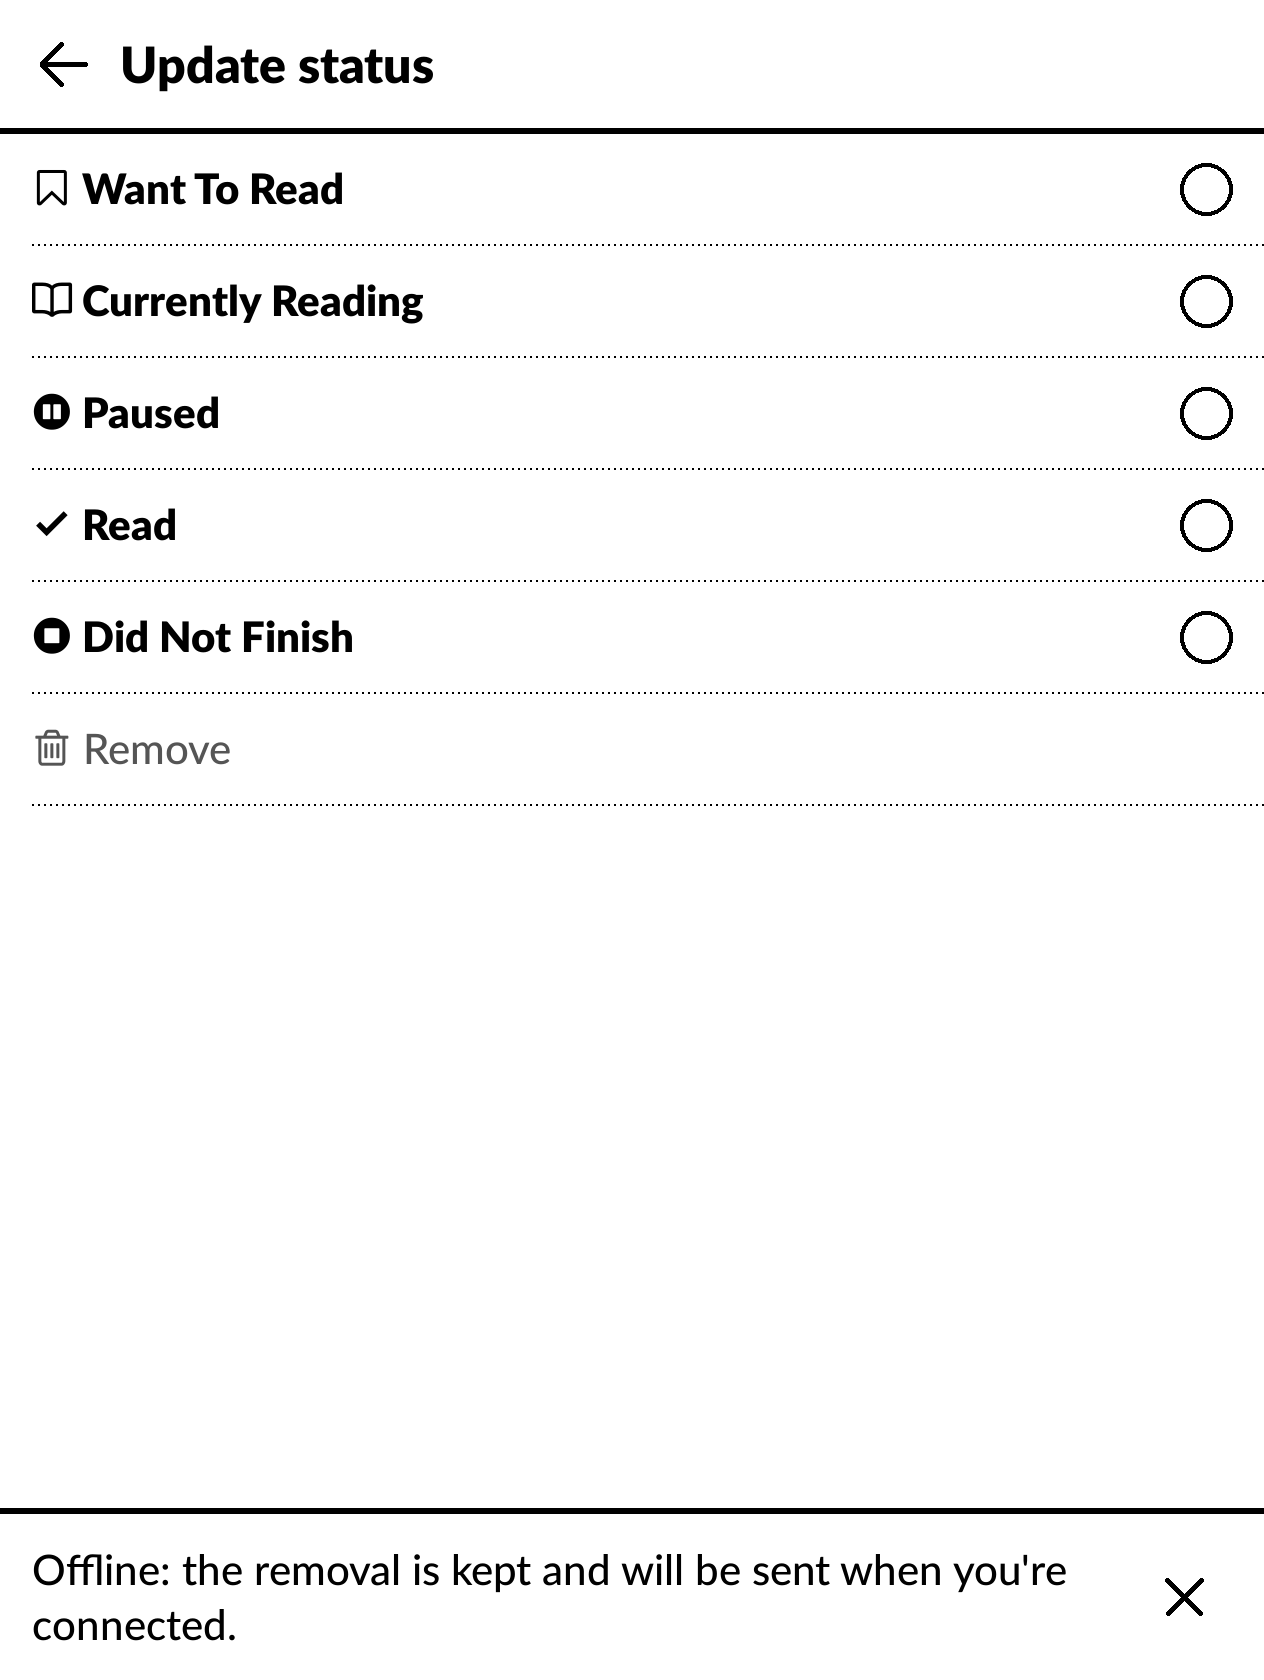 Update status
Want To Read
Currently Reading
Paused
Read
Did Not Finish
Remove
Offline: the removal is kept and will be sent when you're
connected.